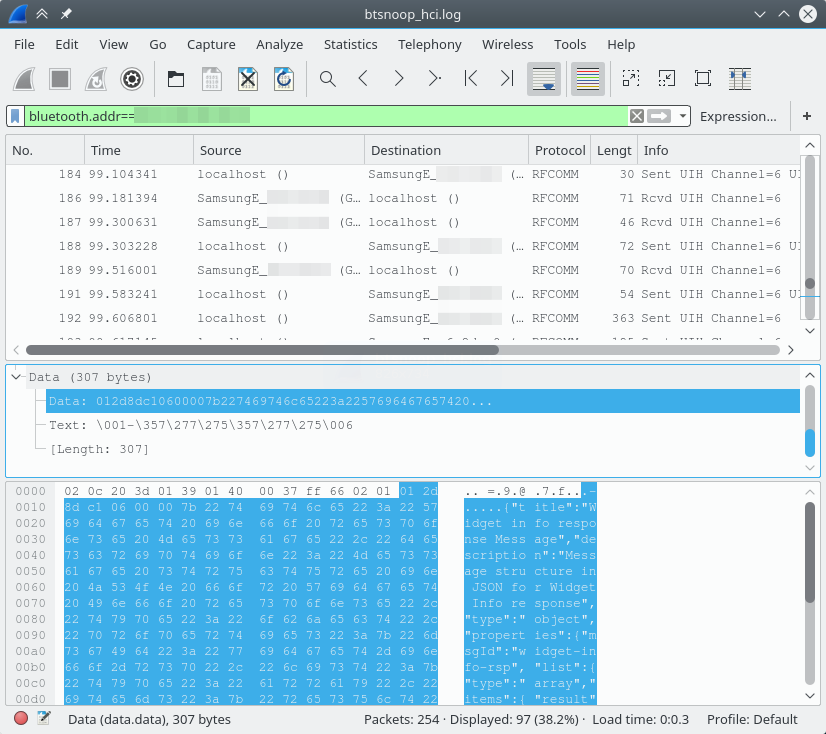 btsnoop_hci.log
File Edit View Go Capture Analyze Statistics Telephony Wireless Tools Help
bluetooth.addr== Expression... +
No. Time Source Destination Protocol Lengt Info
184 99.104341 localhost () SamsungE_ (… RFCOMM 30 Sent UIH Channel=6 UI
186 99.181394 SamsungE_ (G… localhost () RFCOMM 71 Rcvd UIH Channel=6
187 99.300631 SamsungE_ (G… localhost () RFCOMM 46 Rcvd UIH Channel=6
188 99.303228 localhost () SamsungE_ (… RFCOMM 72 Sent UIH Channel=6 UI
189 99.516001 SamsungE_ (G… localhost () RFCOMM 70 Rcvd UIH Channel=6
191 99.583241 localhost () SamsungE_ (… RFCOMM 54 Sent UIH Channel=6 UI
192 99.606801 localhost () SamsungE_ (… RFCOMM 363 Sent UIH Channel=6
Data (307 bytes)
Data: 012d8dc10600007b227469746c65223a2257696467657420...
Text: \001-\357\277\275\357\277\275\006
[Length: 307]
0000 02 0c 20 3d 01 39 01 40 00 37 ff 66 02 01 01 2d .. =.9.@ .7.f...-
0010 8d c1 06 00 00 7b 22 74 69 74 6c 65 22 3a 22 57 .....{"t itle":"W
0020 69 64 67 65 74 20 69 6e 66 6f 20 72 65 73 70 6f idget in fo respo
0030 6e 73 65 20 4d 65 73 73 61 67 65 22 2c 22 64 65 nse Mess age","de
0040 73 63 72 69 70 74 69 6f 6e 22 3a 22 4d 65 73 73 scriptio n":"Mess
0050 61 67 65 20 73 74 72 75 63 74 75 72 65 20 69 6e age stru cture in
0060 20 4a 53 4f 4e 20 66 6f 72 20 57 69 64 67 65 74 JSON fo r Widget
0070 20 49 6e 66 6f 20 72 65 73 70 6f 6e 73 65 22 2c Info re sponse",
0080 22 74 79 70 65 22 3a 22 6f 62 6a 65 63 74 22 2c "type":" object",
0090 22 70 72 6f 70 65 72 74 69 65 73 22 3a 7b 22 6d "propert ies":{"m
00a0 73 67 49 64 22 3a 22 77 69 64 67 65 74 2d 69 6e sgId":"w idget-in
00b0 66 6f 2d 72 73 70 22 2c 22 6c 69 73 74 22 3a 7b fo-rsp", "list":{
00c0 22 74 79 70 65 22 3a 22 61 72 72 61 79 22 2c 22 "type":" array","
00d0 69 74 65 6d 73 22 3a 7b 22 72 65 73 75 6c 74 22 items":{ "result"
Data (data.data), 307 bytes Packets: 254 · Displayed: 97 (38.2%) · Load time: 0:0.3 Profile: Default